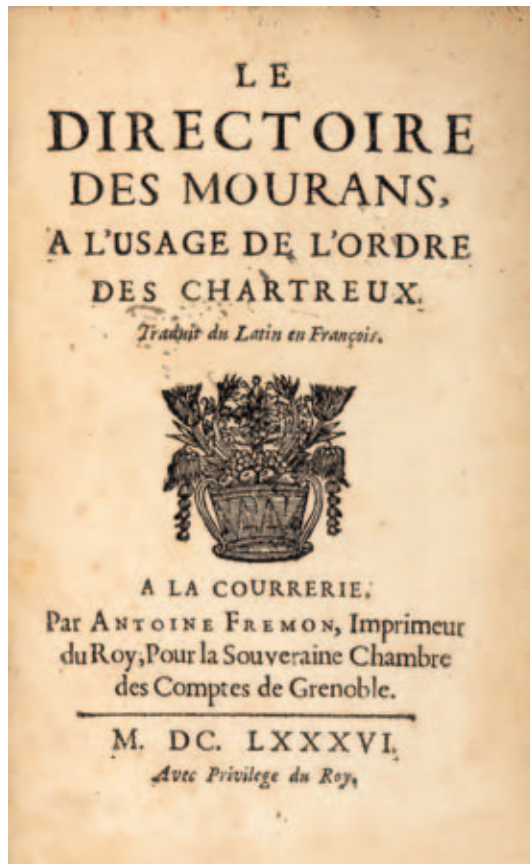 LE
DIRECTOIRE
DES MOURANS,
A L'USAGE DE L'ORDRE
DES CHARTREUX.
Traduit du Latin en François.
A LA COURRERIE,
Par ANTOINE FREMON, Imprimeur
du Roy, Pour la Souveraine Chambre
des Comptes de Grenoble.
M. DC. LXXXVI.
Avec Privilege du Roy.